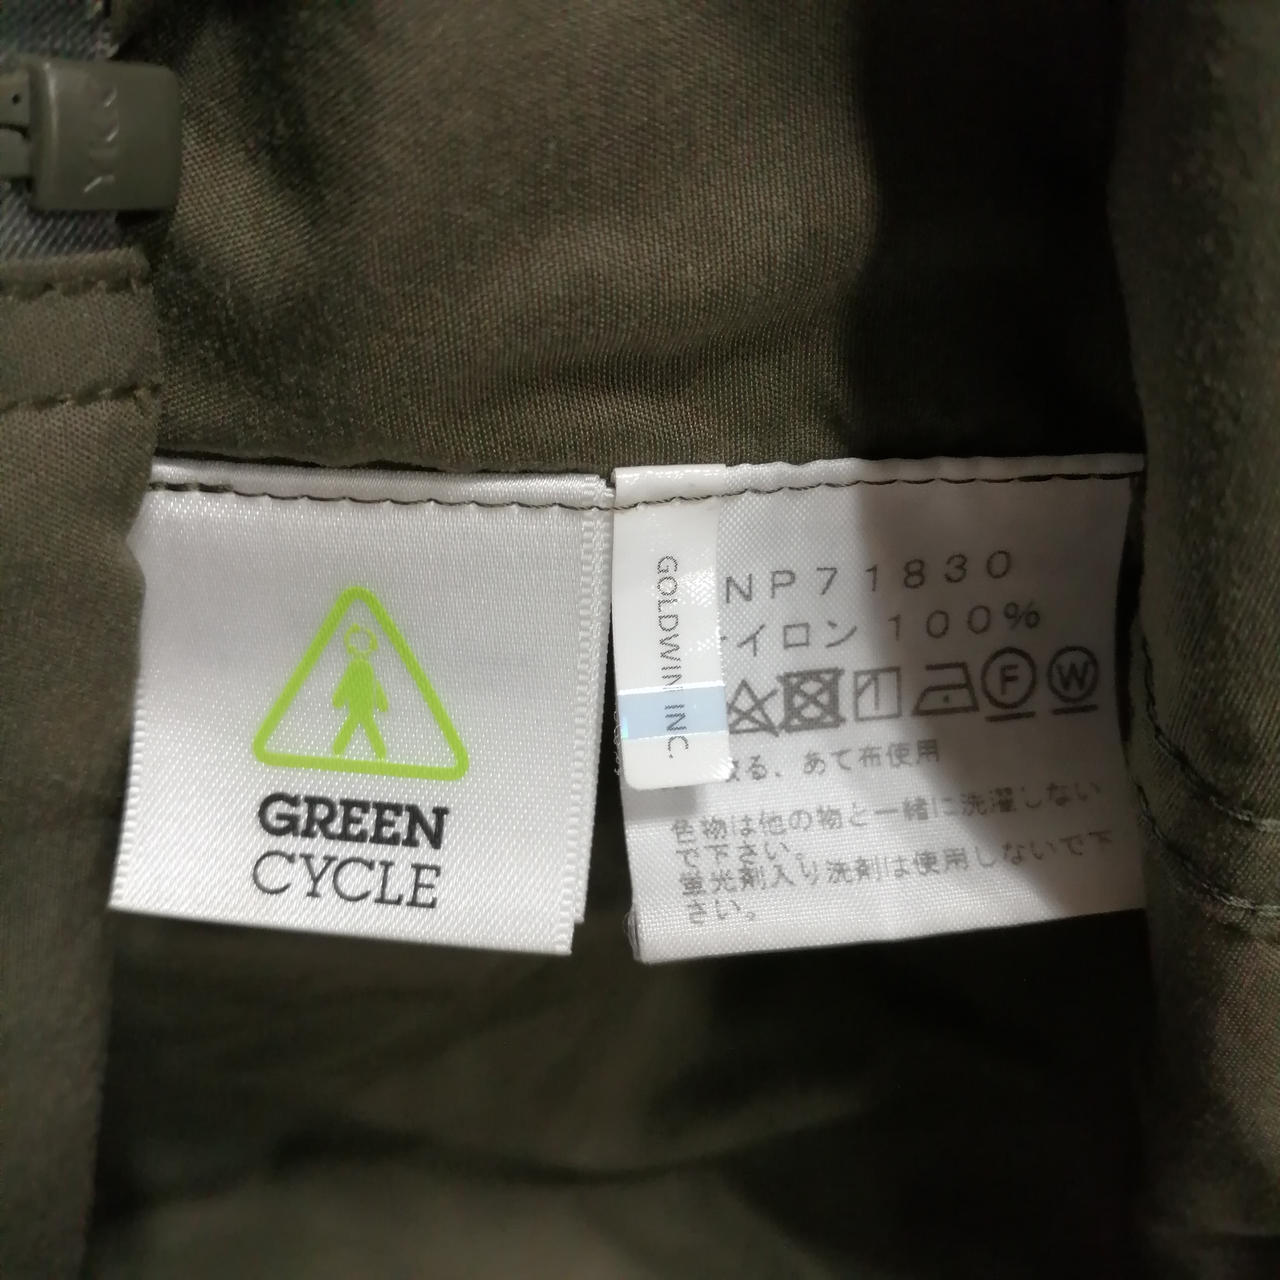 YKK
GREEN
CYCLE
GOLDWIN INC.
NP71830
イロン 100%
F
W
る、あて布使用
色物は他の物と一緒に洗濯しない
で下さい。
蛍光剤入り洗剤は使用しないで下
さい。